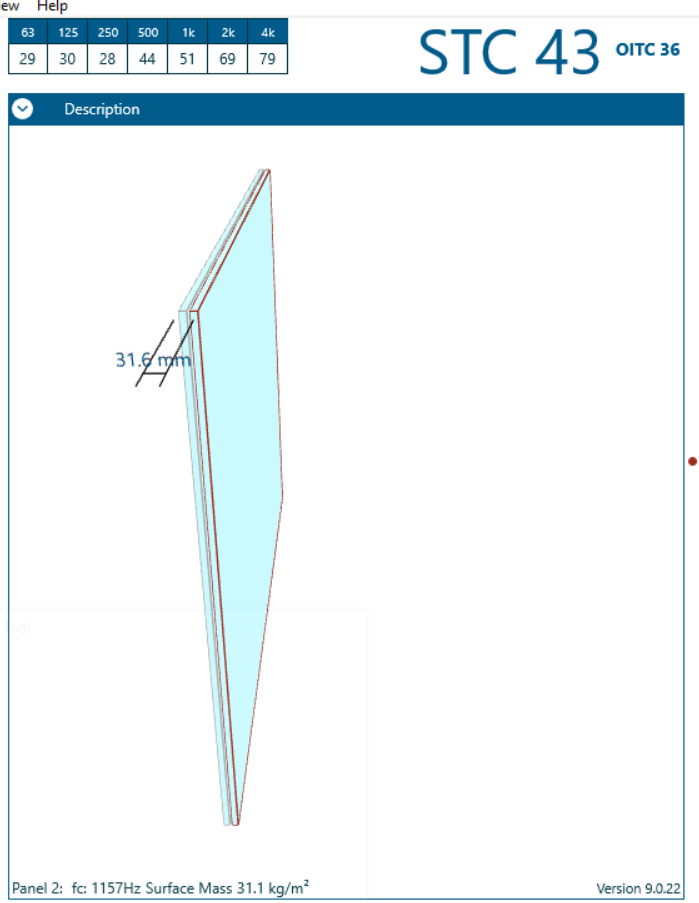 ew Help
63 125 250 500 1k 2k 4k
29 30 28 44 51 69 79
STC 43 OITC 36
Description
31.6 mm
Tool
Panel 2: fc: 1157Hz Surface Mass 31.1 kg/m²
Version 9.0.22